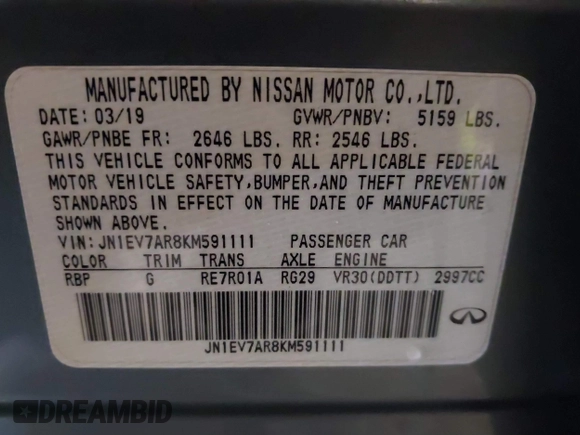 MANUFACTURED BY NISSAN MOTOR CO.,LTD.
DATE: 03/19 GVWR/PNBV: 5159 LBS.
GAWR/PNBE FR: 2646 LBS. RR: 2546 LBS.
THIS VEHICLE CONFORMS TO ALL APPLICABLE FEDERAL
MOTOR VEHICLE SAFETY,BUMPER,AND THEFT PREVENTION
STANDARDS IN EFFECT ON THE DATE OF MANUFACTURE
SHOWN ABOVE.
VIN:JN1EV7AR8KM591111 PASSENGER CAR
COLOR TRIM TRANS AXLE ENGINE
RBP G RE7R01A RG29 VR30(DDTT) 2997CC
JN1EV7AR8KM591111
DREAMBID